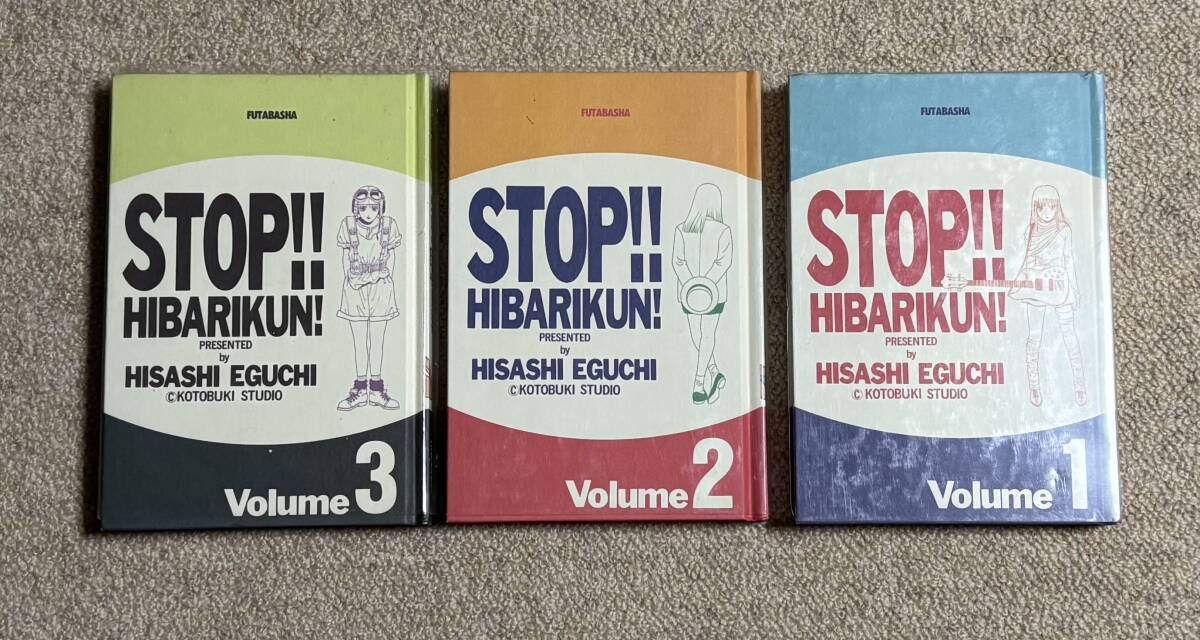 FUTABASHA
STOP!!
HIBARIKUN!
PRESENTED
by
HISASHI EGUCHI
©KOTOBUKI STUDIO
Volume 3
FUTABASHA
STOP!!
HIBARIKUN!
PRESENTED
by
HISASHI EGUCHI
©KOTOBUKI STUDIO
Volume 2
FUTABASHA
STOP!!
HIBARIKUN!
PRESENTED
by
HISASHI EGUCHI
©KOTOBUKI STUDIO
Volume 1